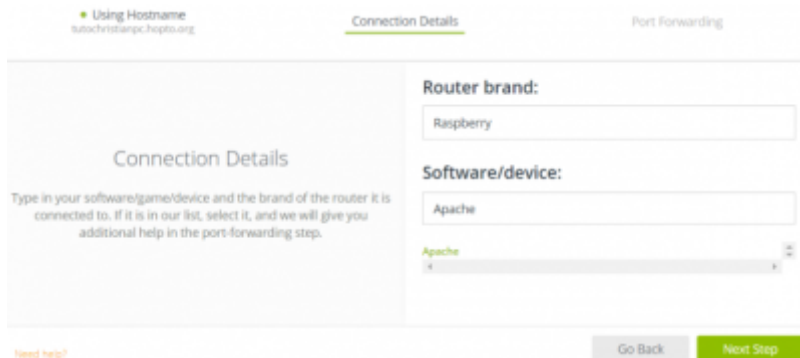 Using Hostname
tutochristianpc.hopto.org
Connection Details
Port Forwarding
Connection Details
Type in your software/game/device and the brand of the router it is
connected to. If it is in our list, select it, and we will give you
additional help in the port-forwarding step.
Router brand:
Raspberry
Software/device:
Apache
Apache
Need help?
Go Back
Next Step